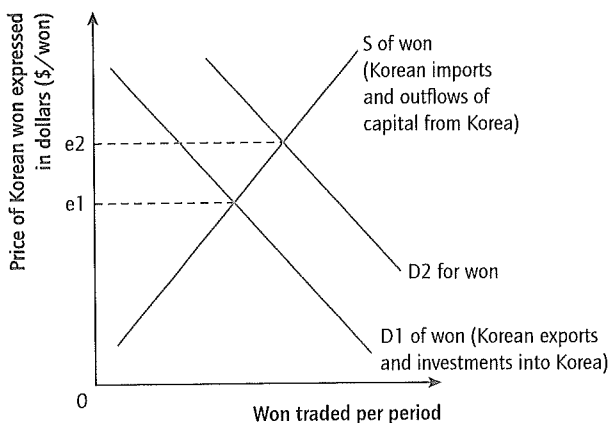 Price of Korean won expressed
in dollars ($/won)
S of won
(Korean imports
and outflows of
capital from Korea)
e2
e1
D2 for won
D1 of won (Korean exports
and investments into Korea)
0
Won traded per period